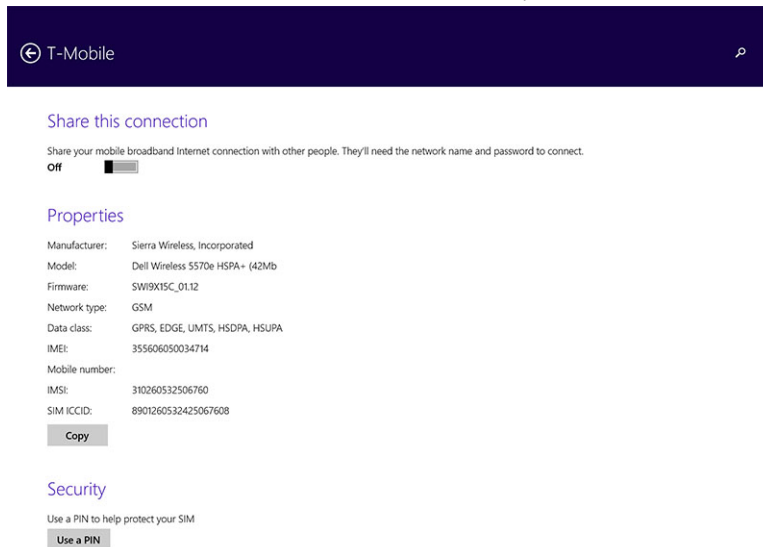 T-Mobile
Share this connection
Share your mobile broadband Internet connection with other people. They'll need the network name and password to connect.
Off
Properties
Manufacturer: Sierra Wireless, Incorporated
Model: Dell Wireless 5570e HSPA+ (42Mb
Firmware: SWI9X15C_01.12
Network type: GSM
Data class: GPRS, EDGE, UMTS, HSDPA, HSUPA
IMEI: 355606050034714
Mobile number:
IMSI: 310260532506760
SIM ICCID: 8901260532425067608
Copy
Security
Use a PIN to help protect your SIM
Use a PIN